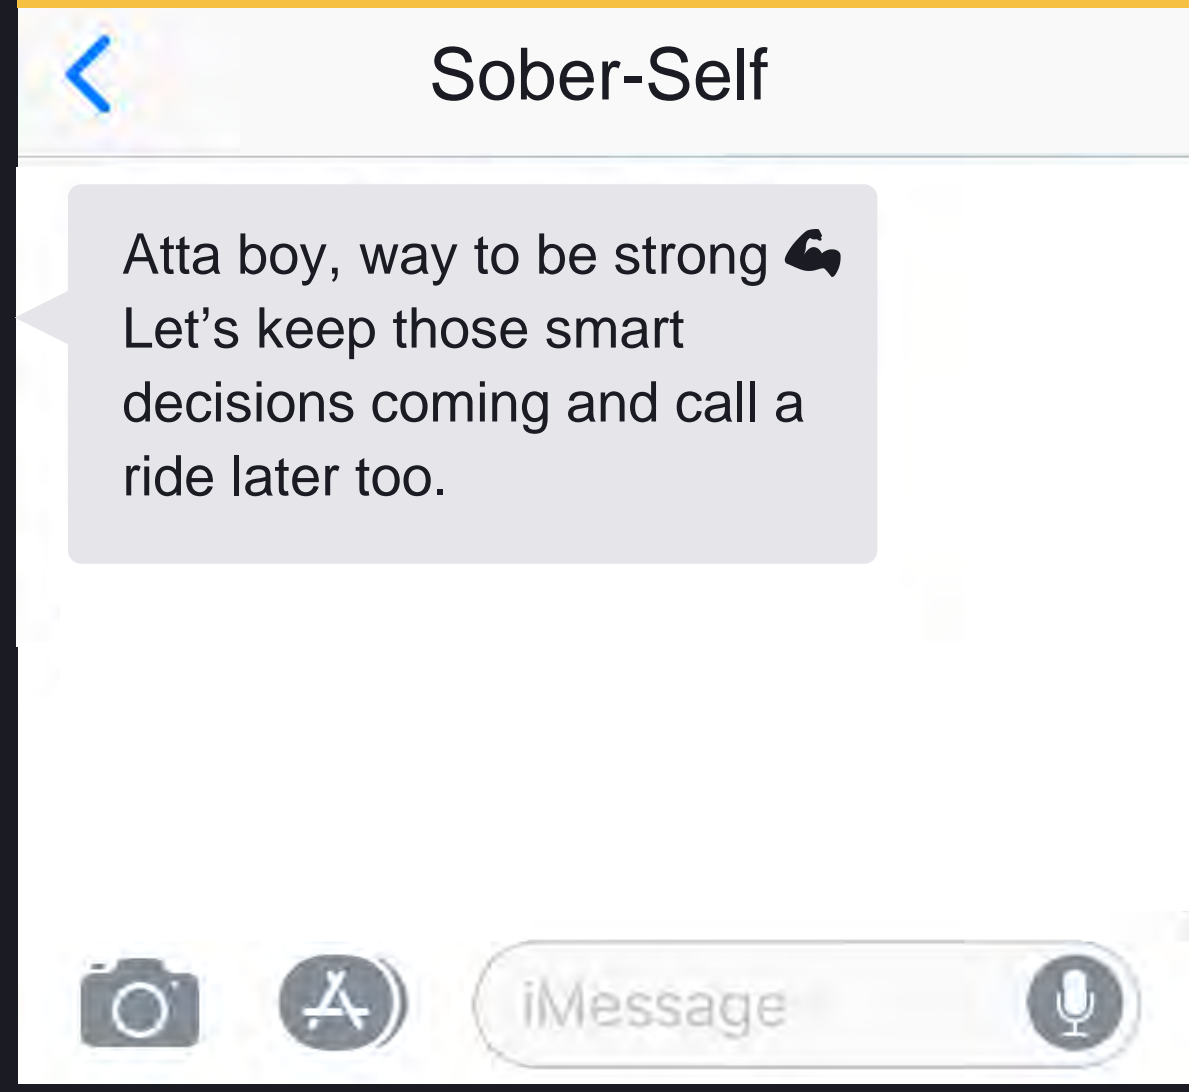 Sober-Self
Atta boy, way to be strong 💪
Let’s keep those smart
decisions coming and call a
ride later too.
iMessage